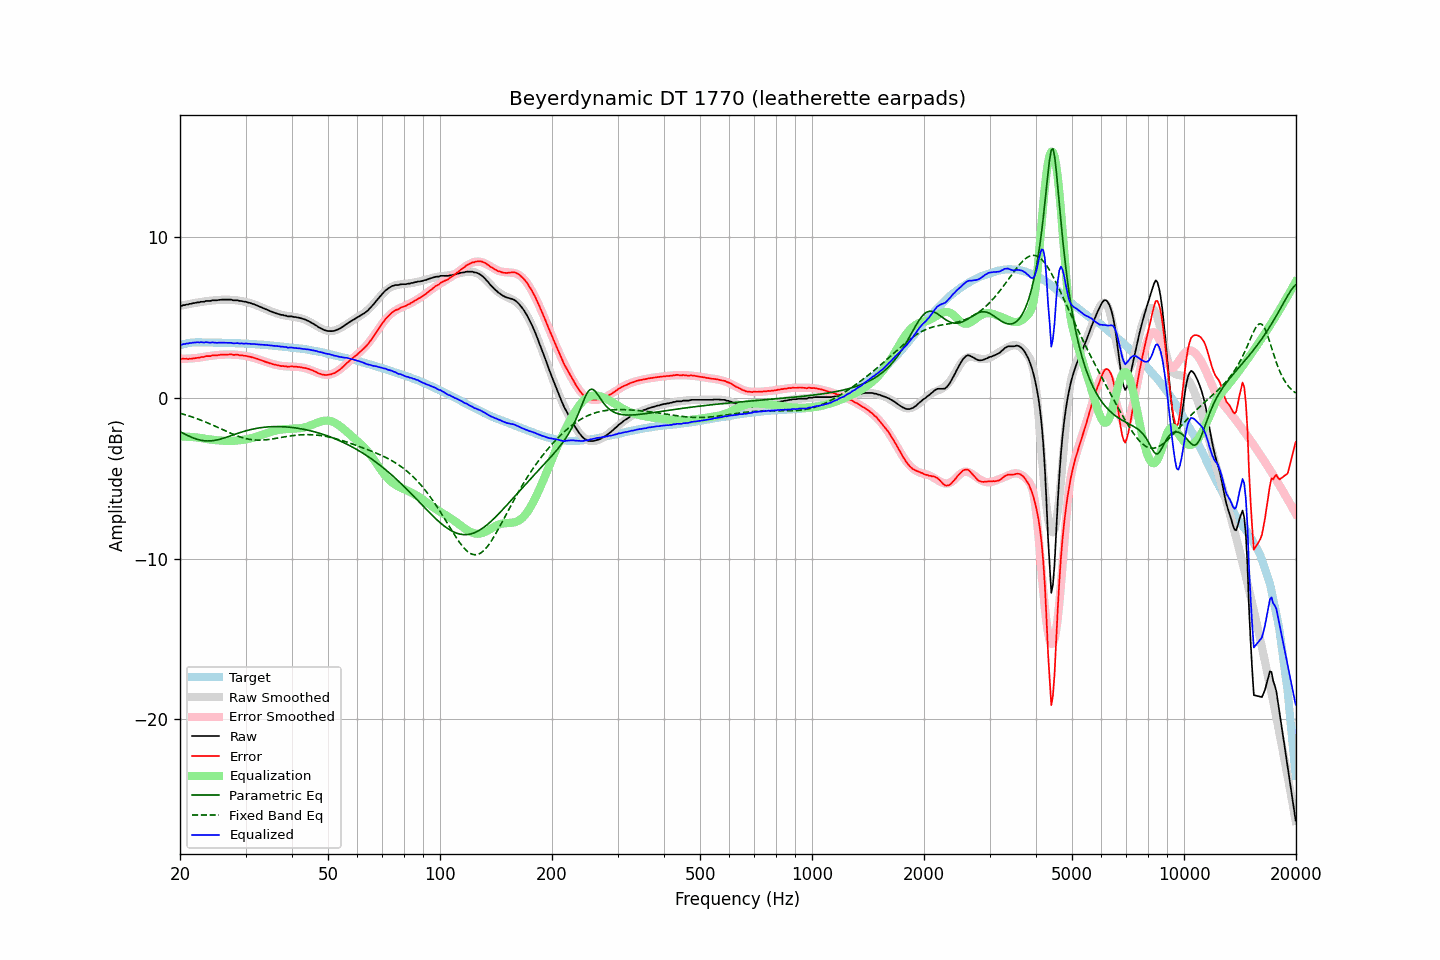 Beyerdynamic DT 1770 (leatherette earpads)
Amplitude (dBr)
10
0
−10
−20
Target
Raw Smoothed
Error Smoothed
Raw
Error
Equalization
Parametric Eq
Fixed Band Eq
Equalized
20 50 100 200 500 1000 2000 5000 10000 20000
Frequency (Hz)